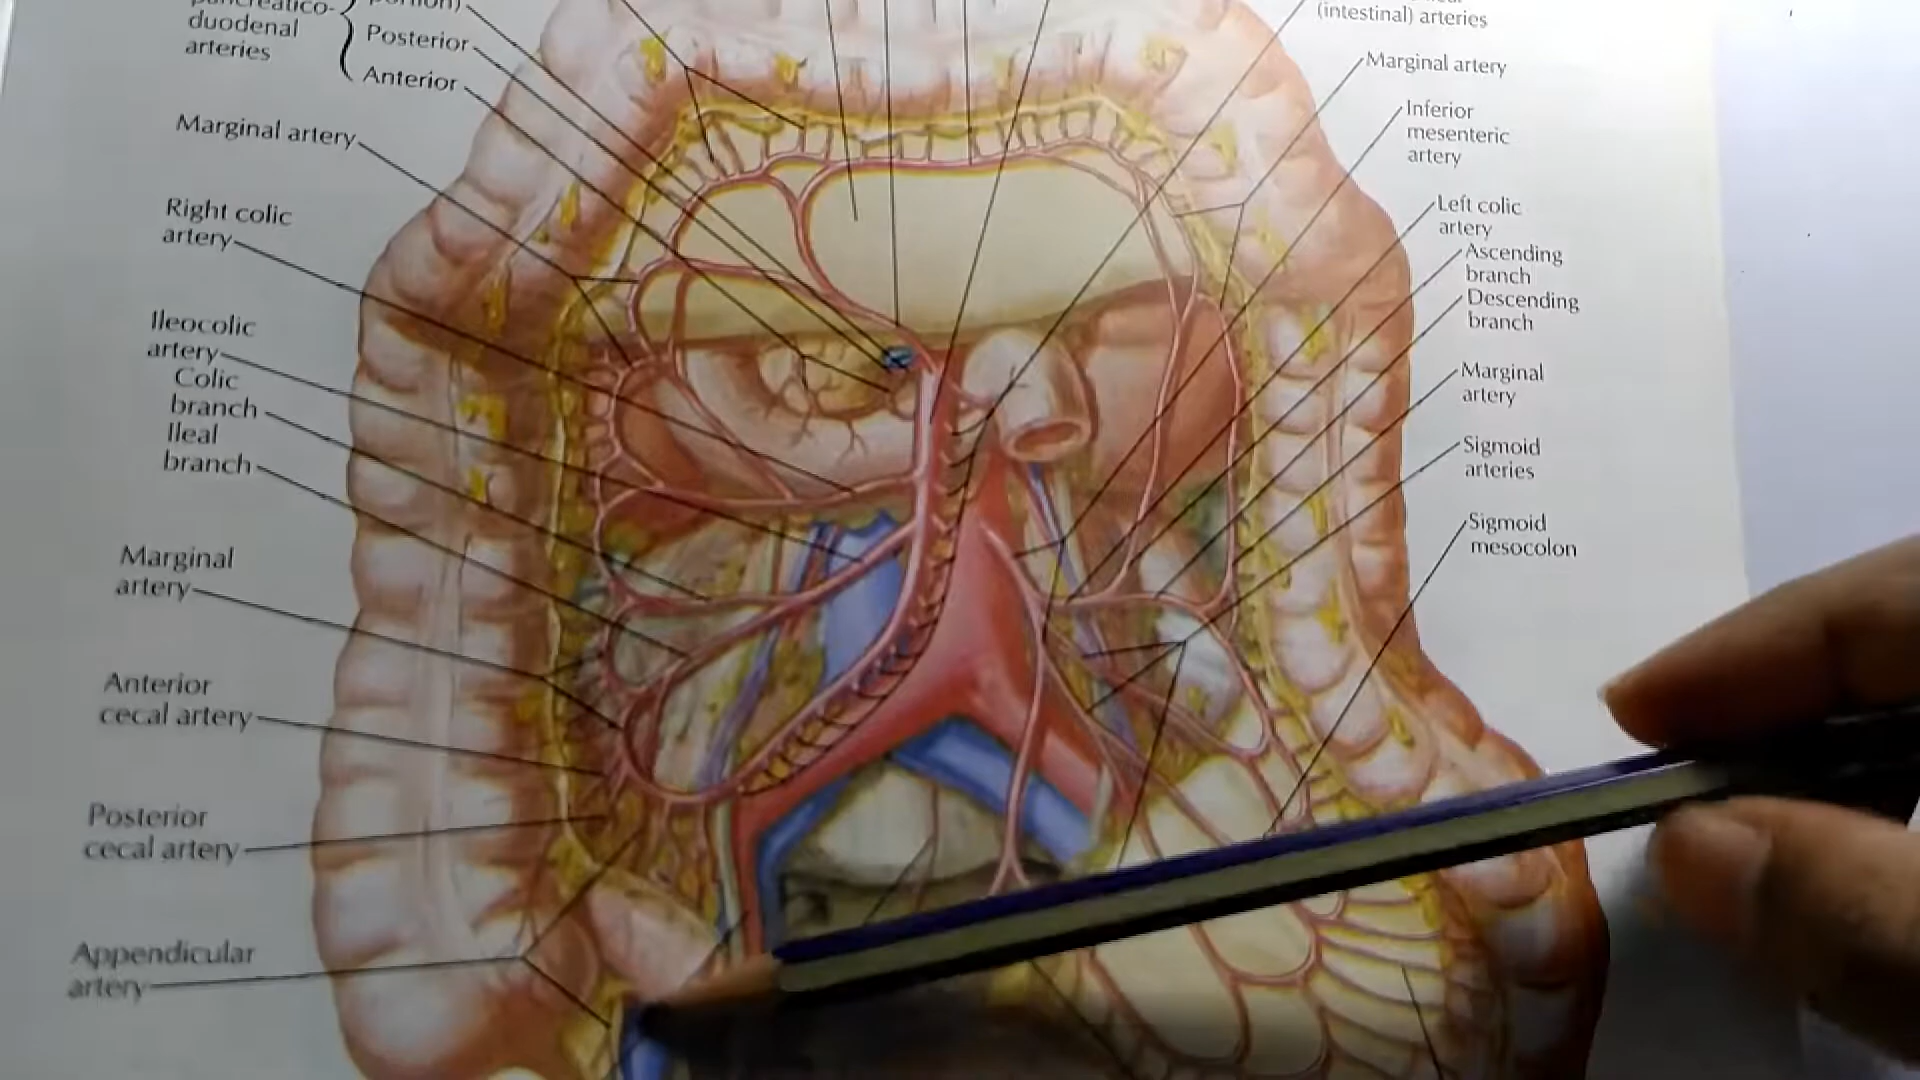 duodenal
arteries
Posterior
Anterior
Marginal artery
Right colic
artery
Ileocolic
artery
Colic
branch
Ileal
branch
Marginal
artery
Anterior
cecal artery
Posterior
cecal artery
Appendicular
artery
(intestinal) arteries
Marginal artery
Inferior
mesenteric
artery
Left colic
artery
Ascending
branch
Descending
branch
Marginal
artery
Sigmoid
arteries
Sigmoid
mesocolon